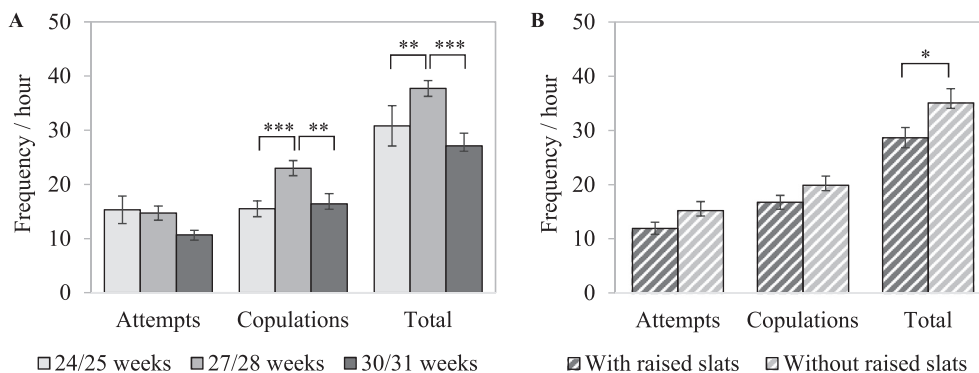 A
B
50
40
30
20
10
0
Frequency / hour
** ***
*** **
Attempts Copulations Total
24/25 weeks 27/28 weeks 30/31 weeks
50
40
30
20
10
0
Frequency / hour
*
Attempts Copulations Total
With raised slats Without raised slats